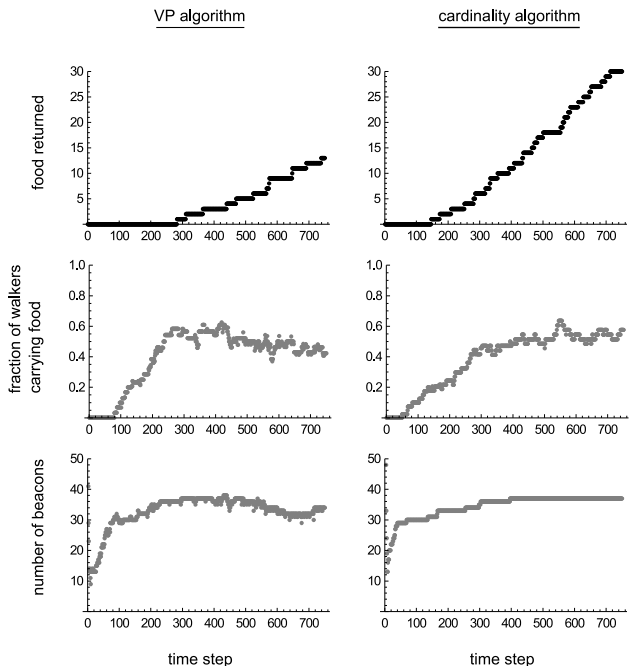 VP algorithm
cardinality algorithm
food returned
30
25
20
15
10
5
0 100 200 300 400 500 600 700
30
25
20
15
10
5
0 100 200 300 400 500 600 700
fraction of walkers
carrying food
1.0
0.8
0.6
0.4
0.2
0 100 200 300 400 500 600 700
1.0
0.8
0.6
0.4
0.2
0 100 200 300 400 500 600 700
number of beacons
50
40
30
20
10
0 100 200 300 400 500 600 700
50
40
30
20
10
0 100 200 300 400 500 600 700
time step
time step